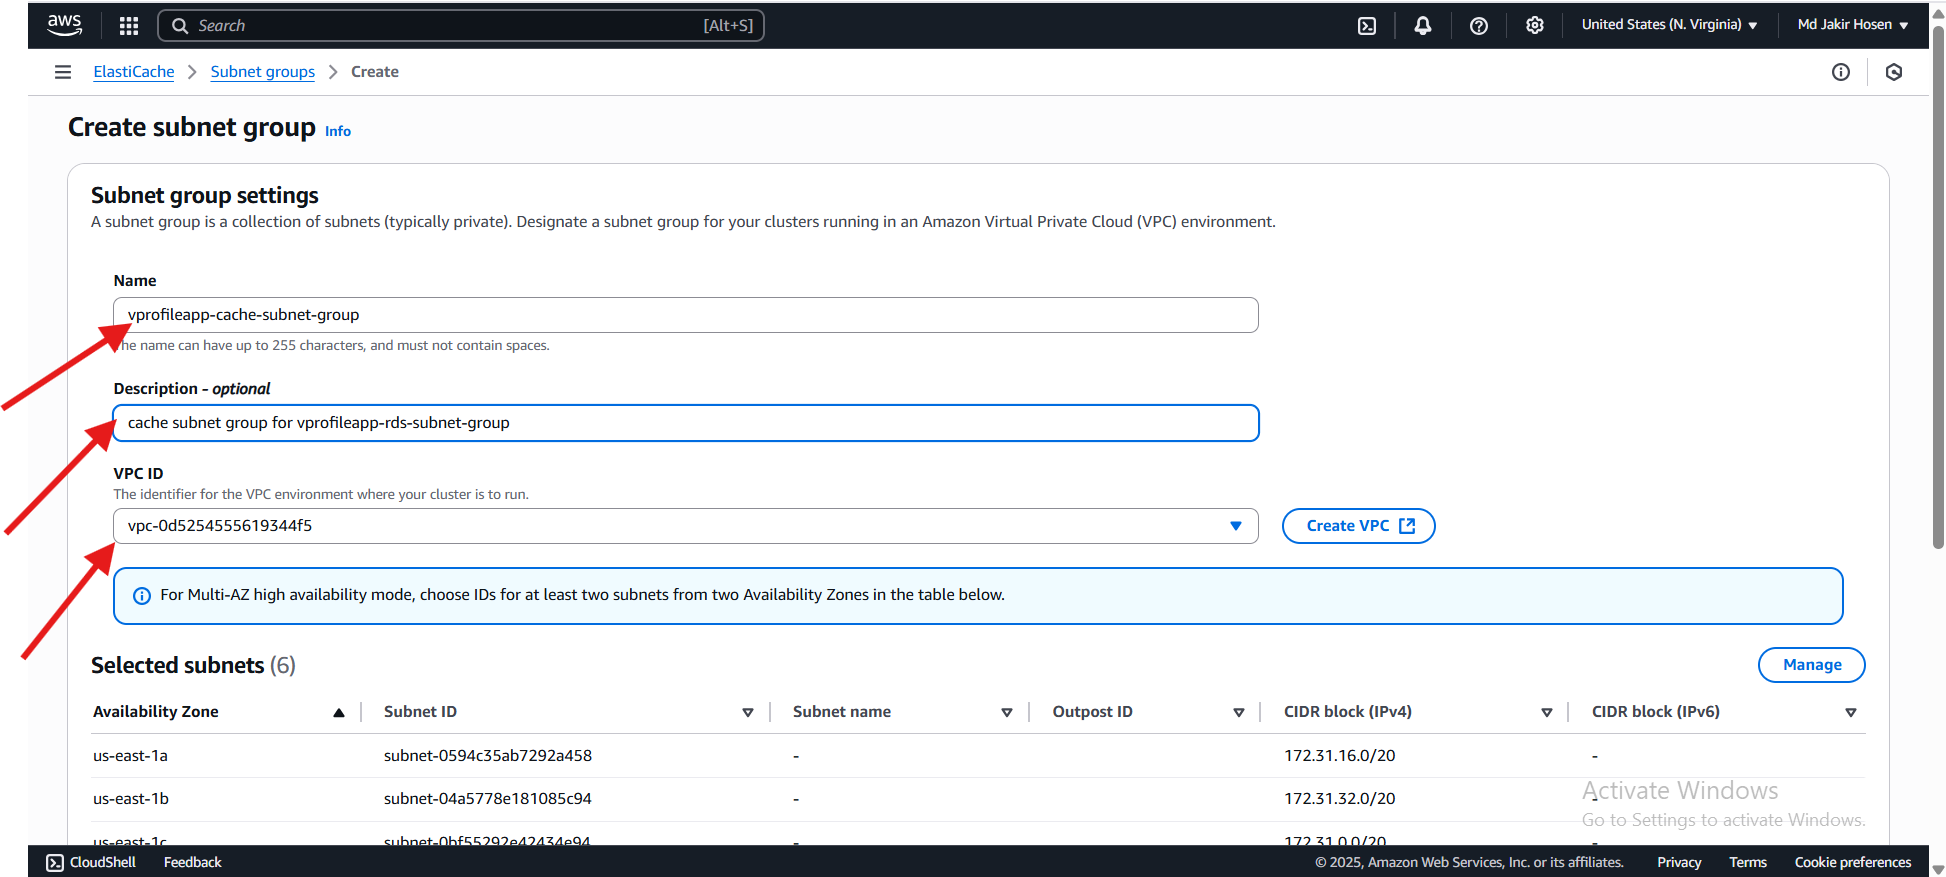 aws
Search [Alt+S]
United States (N. Virginia) Md Jakir Hosen
ElastiCache Subnet groups Create
Create subnet group Info
Subnet group settings
A subnet group is a collection of subnets (typically private). Designate a subnet group for your clusters running in an Amazon Virtual Private Cloud (VPC) environment.
Name
vprofileapp-cache-subnet-group
The name can have up to 255 characters, and must not contain spaces.
Description - optional
cache subnet group for vprofileapp-rds-subnet-group
VPC ID
The identifier for the VPC environment where your cluster is to run.
vpc-0d5254555619344f5
Create VPC
For Multi-AZ high availability mode, choose IDs for at least two subnets from two Availability Zones in the table below.
Selected subnets (6)
Manage
Availability Zone Subnet ID Subnet name Outpost ID CIDR block (IPv4) CIDR block (IPv6)
us-east-1a subnet-0594c35ab7292a458 - 172.31.16.0/20 -
us-east-1b subnet-04a5778e181085c94 - 172.31.32.0/20 -
us-east-1c subnet-0bf55292e42434e94 172.31.0.0/20
Activate Windows
Go to Settings to activate Windows.
CloudShell Feedback
© 2025, Amazon Web Services, Inc. or its affiliates. Privacy Terms Cookie preferences